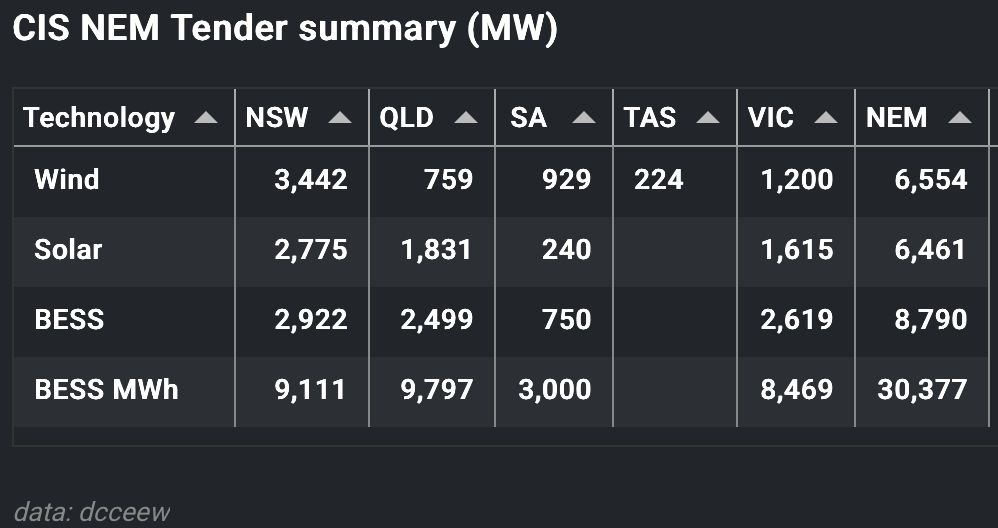 CIS NEM Tender summary (MW)
Technology NSW QLD SA TAS VIC NEM
Wind 3,442 759 929 224 1,200 6,554
Solar 2,775 1,831 240 1,615 6,461
BESS 2,922 2,499 750 2,619 8,790
BESS MWh 9,111 9,797 3,000 8,469 30,377
data: dcceew